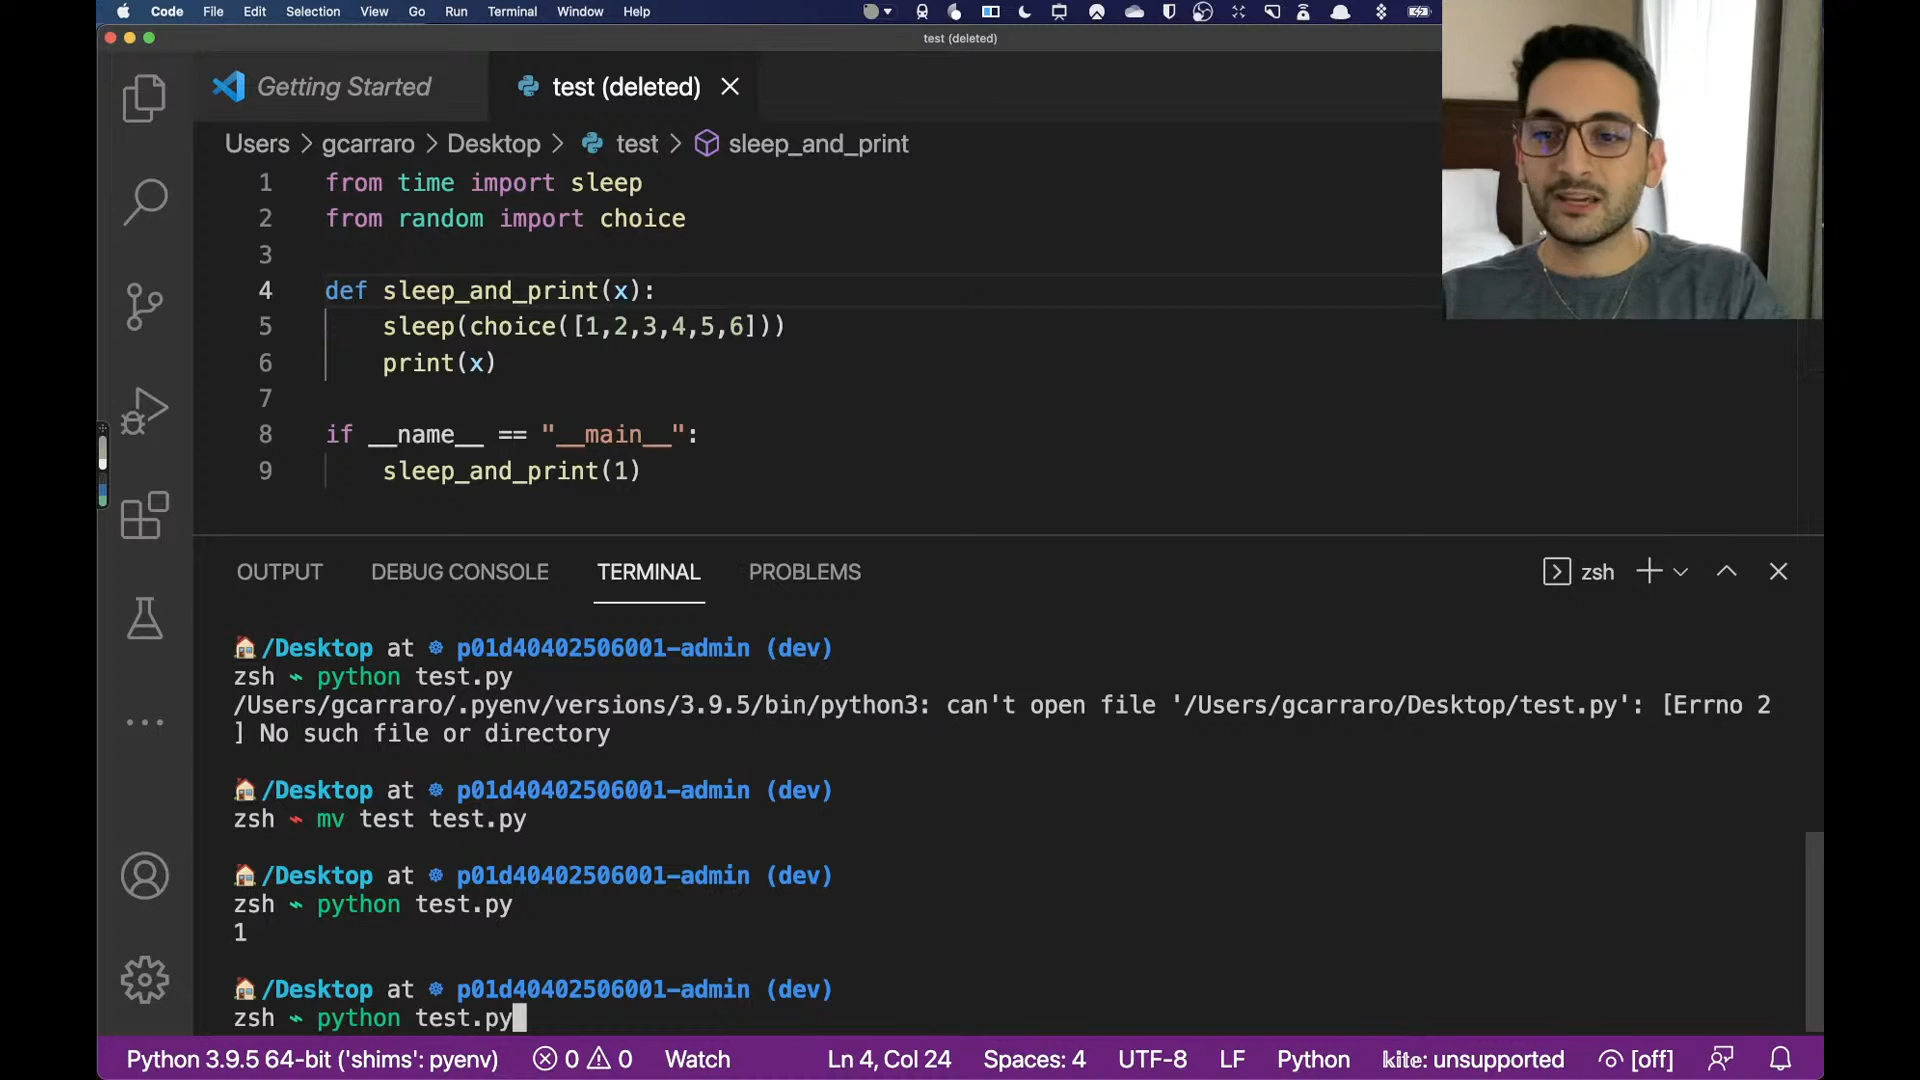 Code File Edit Selection View Go Run Terminal Window Help
test (deleted)
Getting Started test (deleted)
Users > gcarraro > Desktop > test > sleep_and_print
1 from time import sleep
2 from random import choice
3
4 def sleep_and_print(x):
5 sleep(choice([1,2,3,4,5,6]))
6 print(x)
7
8 if __name__ == "__main__":
9 sleep_and_print(1)
OUTPUT DEBUG CONSOLE TERMINAL PROBLEMS zsh
/Desktop at p01d40402506001-admin (dev)
zsh python test.py
/Users/gcarraro/.pyenv/versions/3.9.5/bin/python3: can't open file '/Users/gcarraro/Desktop/test.py': [Errno 2
] No such file or directory
/Desktop at p01d40402506001-admin (dev)
zsh mv test test.py
/Desktop at p01d40402506001-admin (dev)
zsh python test.py
1
/Desktop at p01d40402506001-admin (dev)
zsh python test.py
Python 3.9.5 64-bit ('shims': pyenv) 0 0 Watch Ln 4, Col 24 Spaces: 4 UTF-8 LF Python kite: unsupported [off]